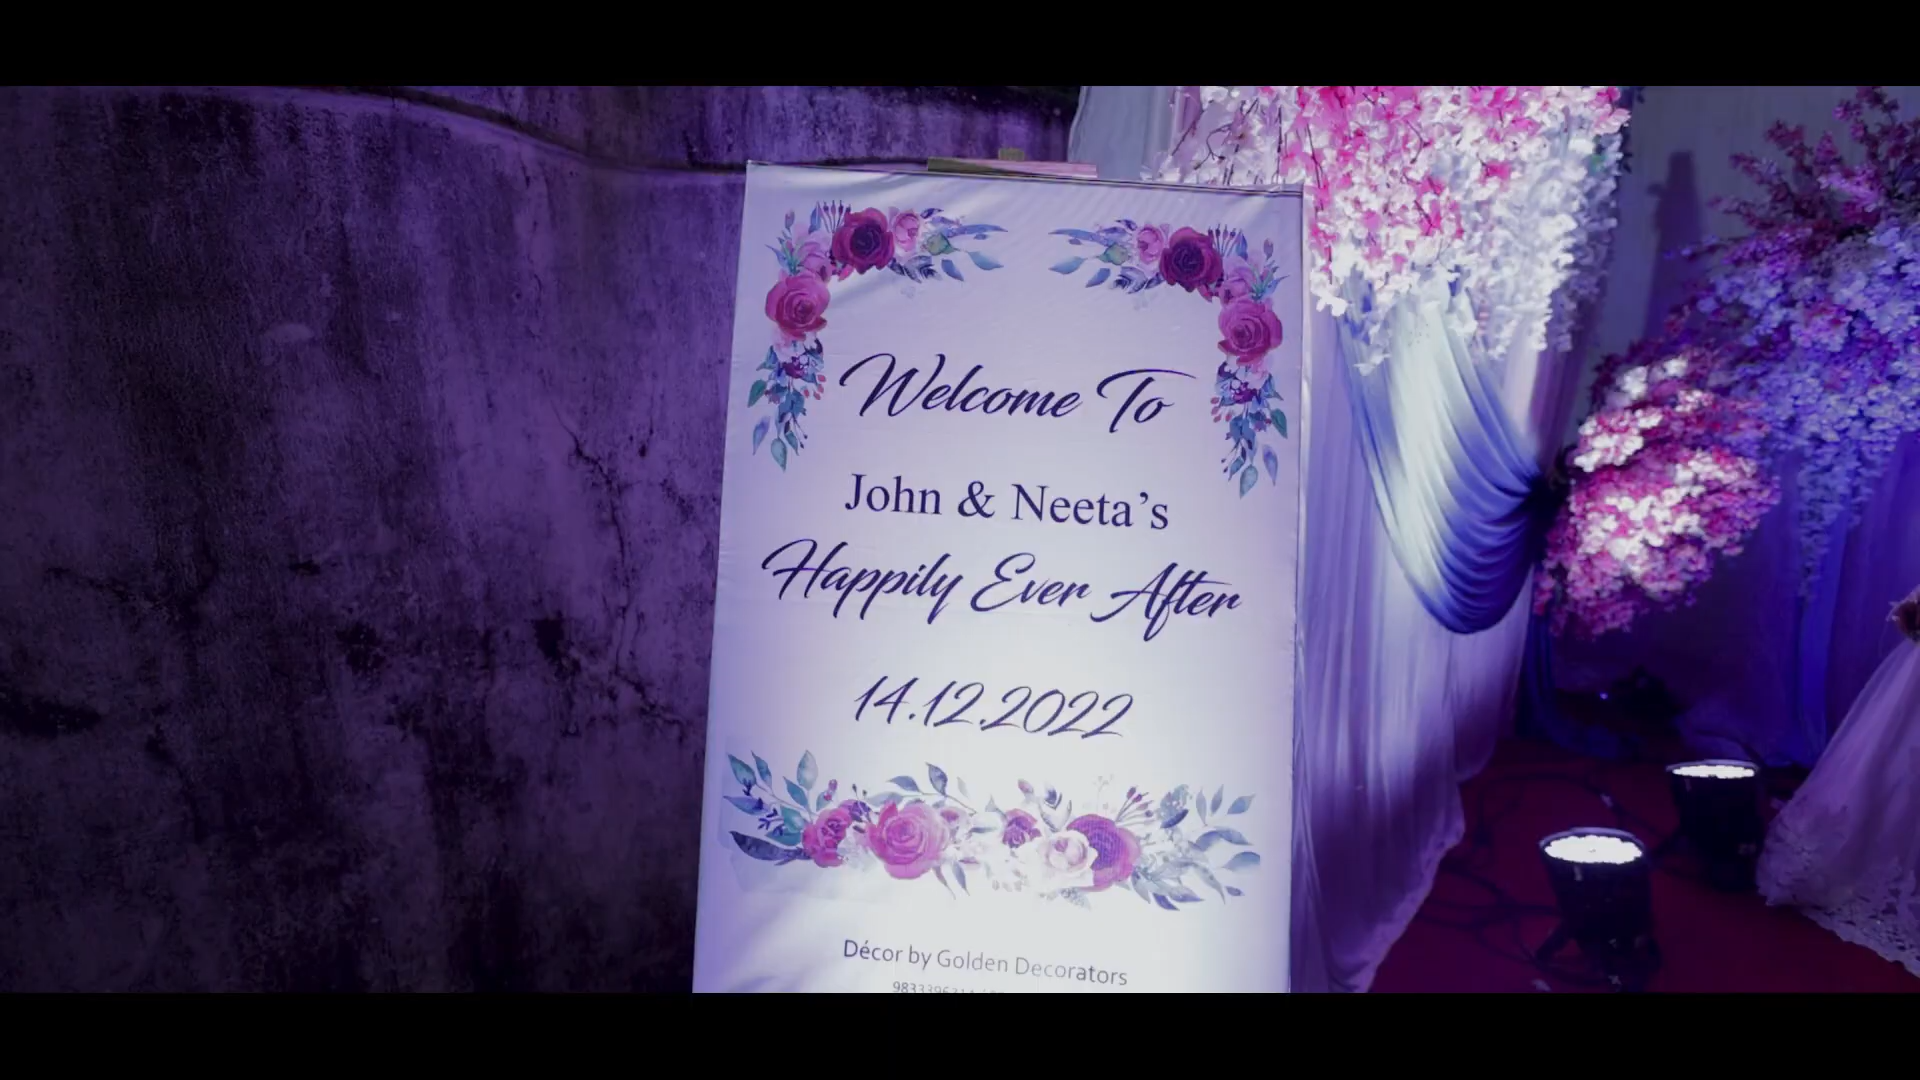 Welcome To
John & Neeta's
Happily Ever After
14.12.2022
Décor by Golden Decorators